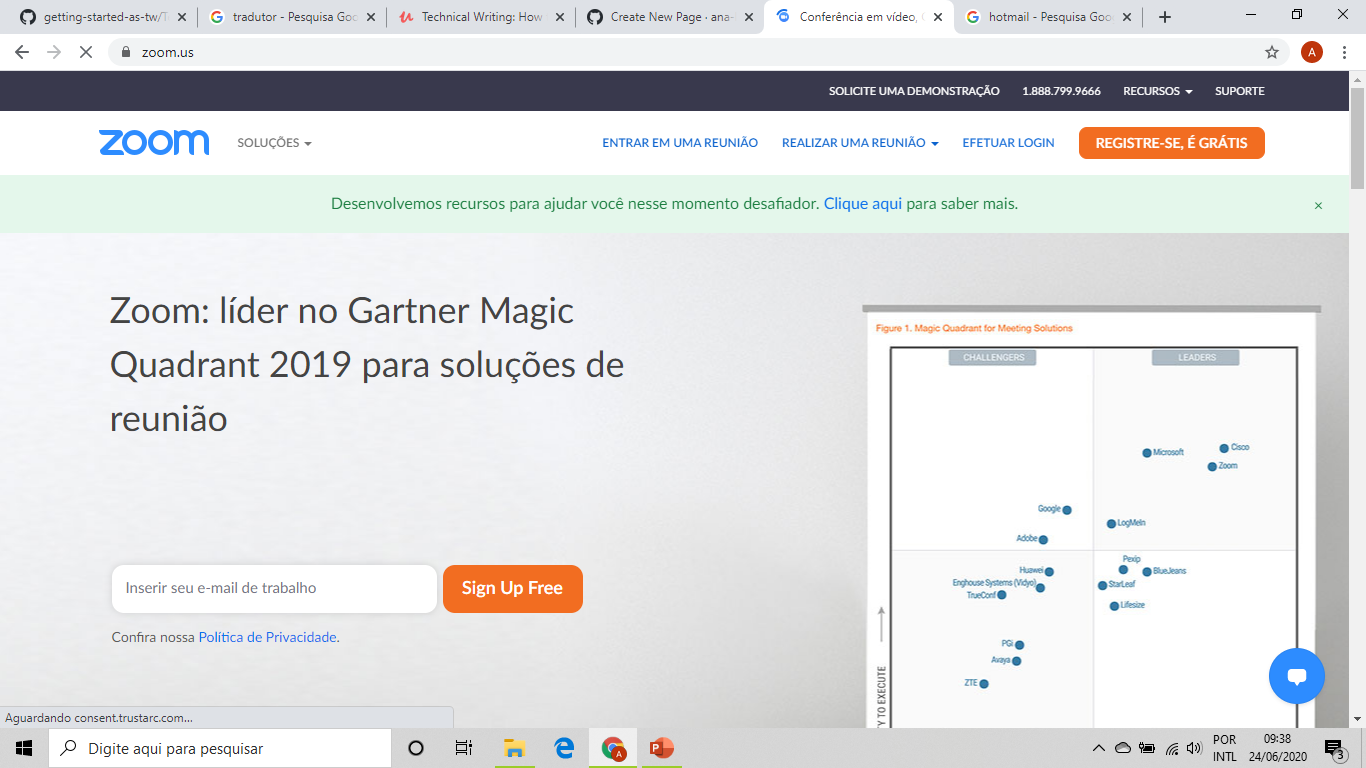 getting-started-as-tw/T
tradutor - Pesquisa Goo
Technical Writing: How
Create New Page · ana-
Conferência em vídeo,
hotmail - Pesquisa Goo
zoom.us
A
SOLICITE UMA DEMONSTRAÇÃO 1.888.799.9666 RECURSOS SUPORTE
zoom SOLUÇÕES ENTRAR EM UMA REUNIÃO REALIZAR UMA REUNIÃO EFETUAR LOGIN REGISTRE-SE, É GRÁTIS
Desenvolvemos recursos para ajudar você nesse momento desafiador. Clique aqui para saber mais. ×
Zoom: líder no Gartner Magic
Quadrant 2019 para soluções de
reunião
Inserir seu e-mail de trabalho
Sign Up Free
Confira nossa Política de Privacidade.
Figure 1. Magic Quadrant for Meeting Solutions
CHALLENGERS
LEADERS
Cisco
Microsoft
Zoom
Google
LogMeIn
Adobe
Pexip
Huawei
BlueJeans
Enghouse Systems (Vidyo)
StarLeaf
TrueConf
Lifesize
PGi
Avaya
ZTE
TY TO EXECUTE
Aguardando consent.trustarc.com...
Digite aqui para pesquisar
A
P
POR
INTL
09:38
24/06/2020
3